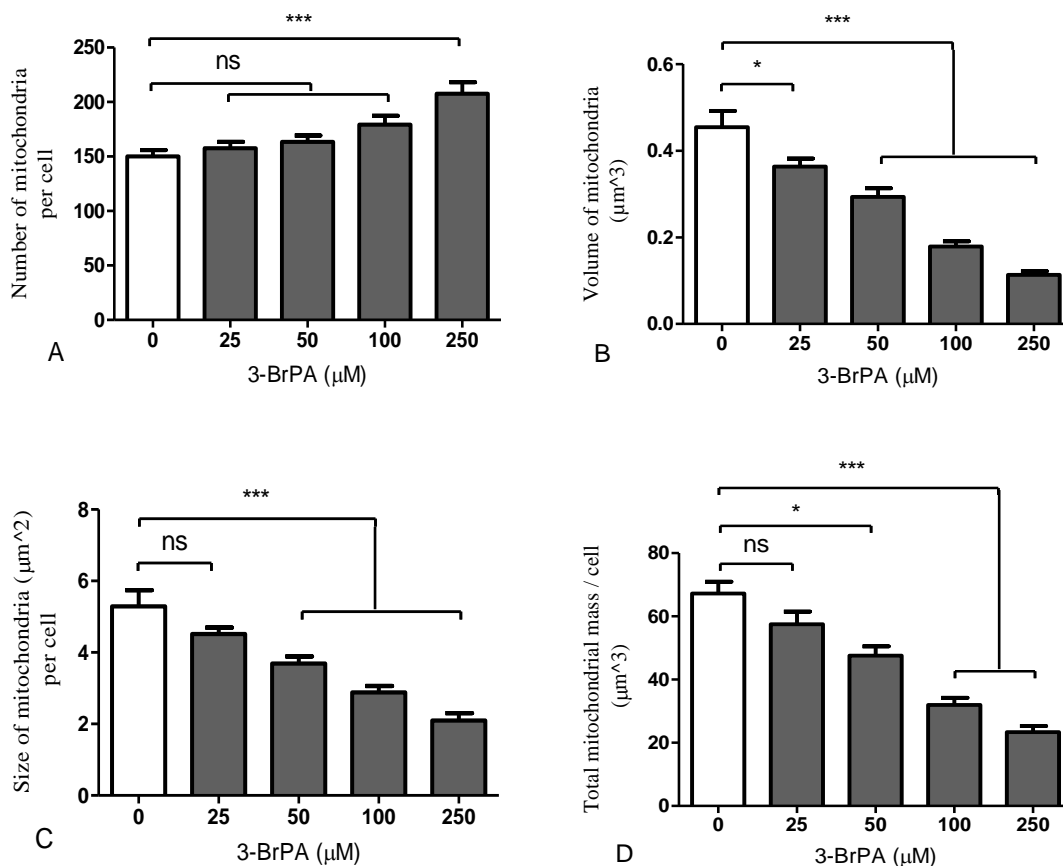 ***
ns
250
200
150
100
50
0
Number of mitochondria
per cell
0 25 50 100 250
3-BrPA (μM)
A
***
*
0.6
0.4
0.2
0.0
Volume of mitochondria
(μm^3)
0 25 50 100 250
3-BrPA (μM)
B
***
ns
8
6
4
2
0
Size of mitochondria (μm^2)
per cell
0 25 50 100 250
3-BrPA (μM)
C
***
*
ns
80
60
40
20
0
Total mitochondrial mass / cell
(μm^3)
0 25 50 100 250
3-BrPA (μM)
D